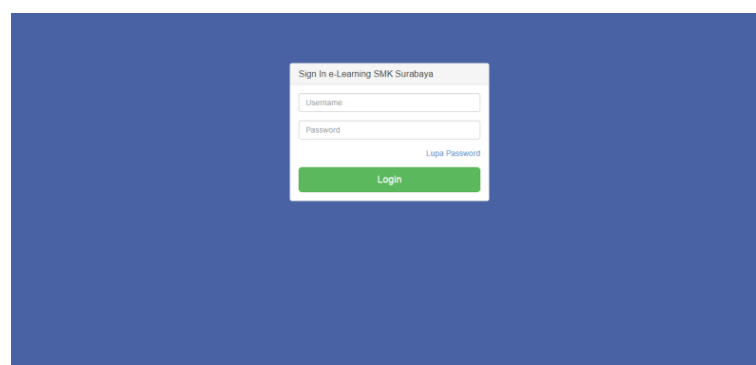 Sign In e-Learning SMK Surabaya
Username
Password
Lupa Password
Login